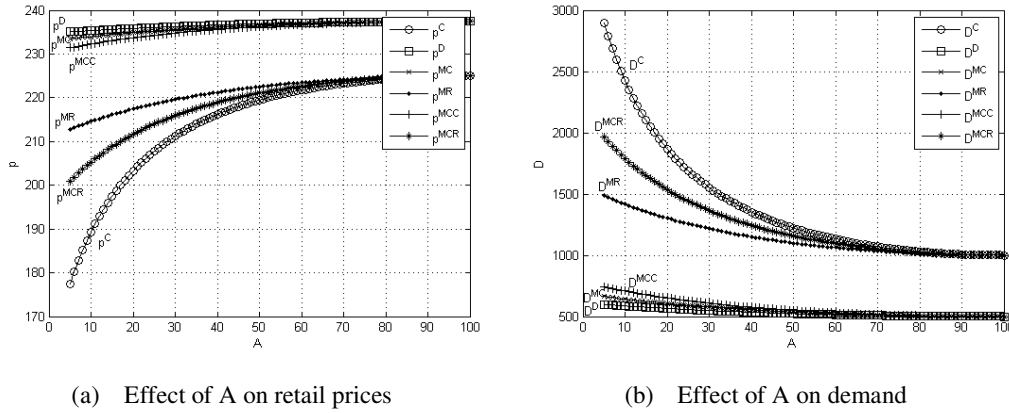 240
230
220
210
200
190
180
170
p
0 10 20 30 40 50 60 70 80 90 100
A
p^D
p^MC
p^MCC
p^MR
p^MCR
p^C
p^C
p^D
p^MC
p^MR
p^MCC
p^MCR
(a) Effect of A on retail prices
3000
2500
2000
1500
1000
500
D
0 10 20 30 40 50 60 70 80 90 100
A
D^C
D^MCR
D^MR
D^MCC
D^MC
D^D
D^C
D^D
D^MC
D^MR
D^MCC
D^MCR
(b) Effect of A on demand